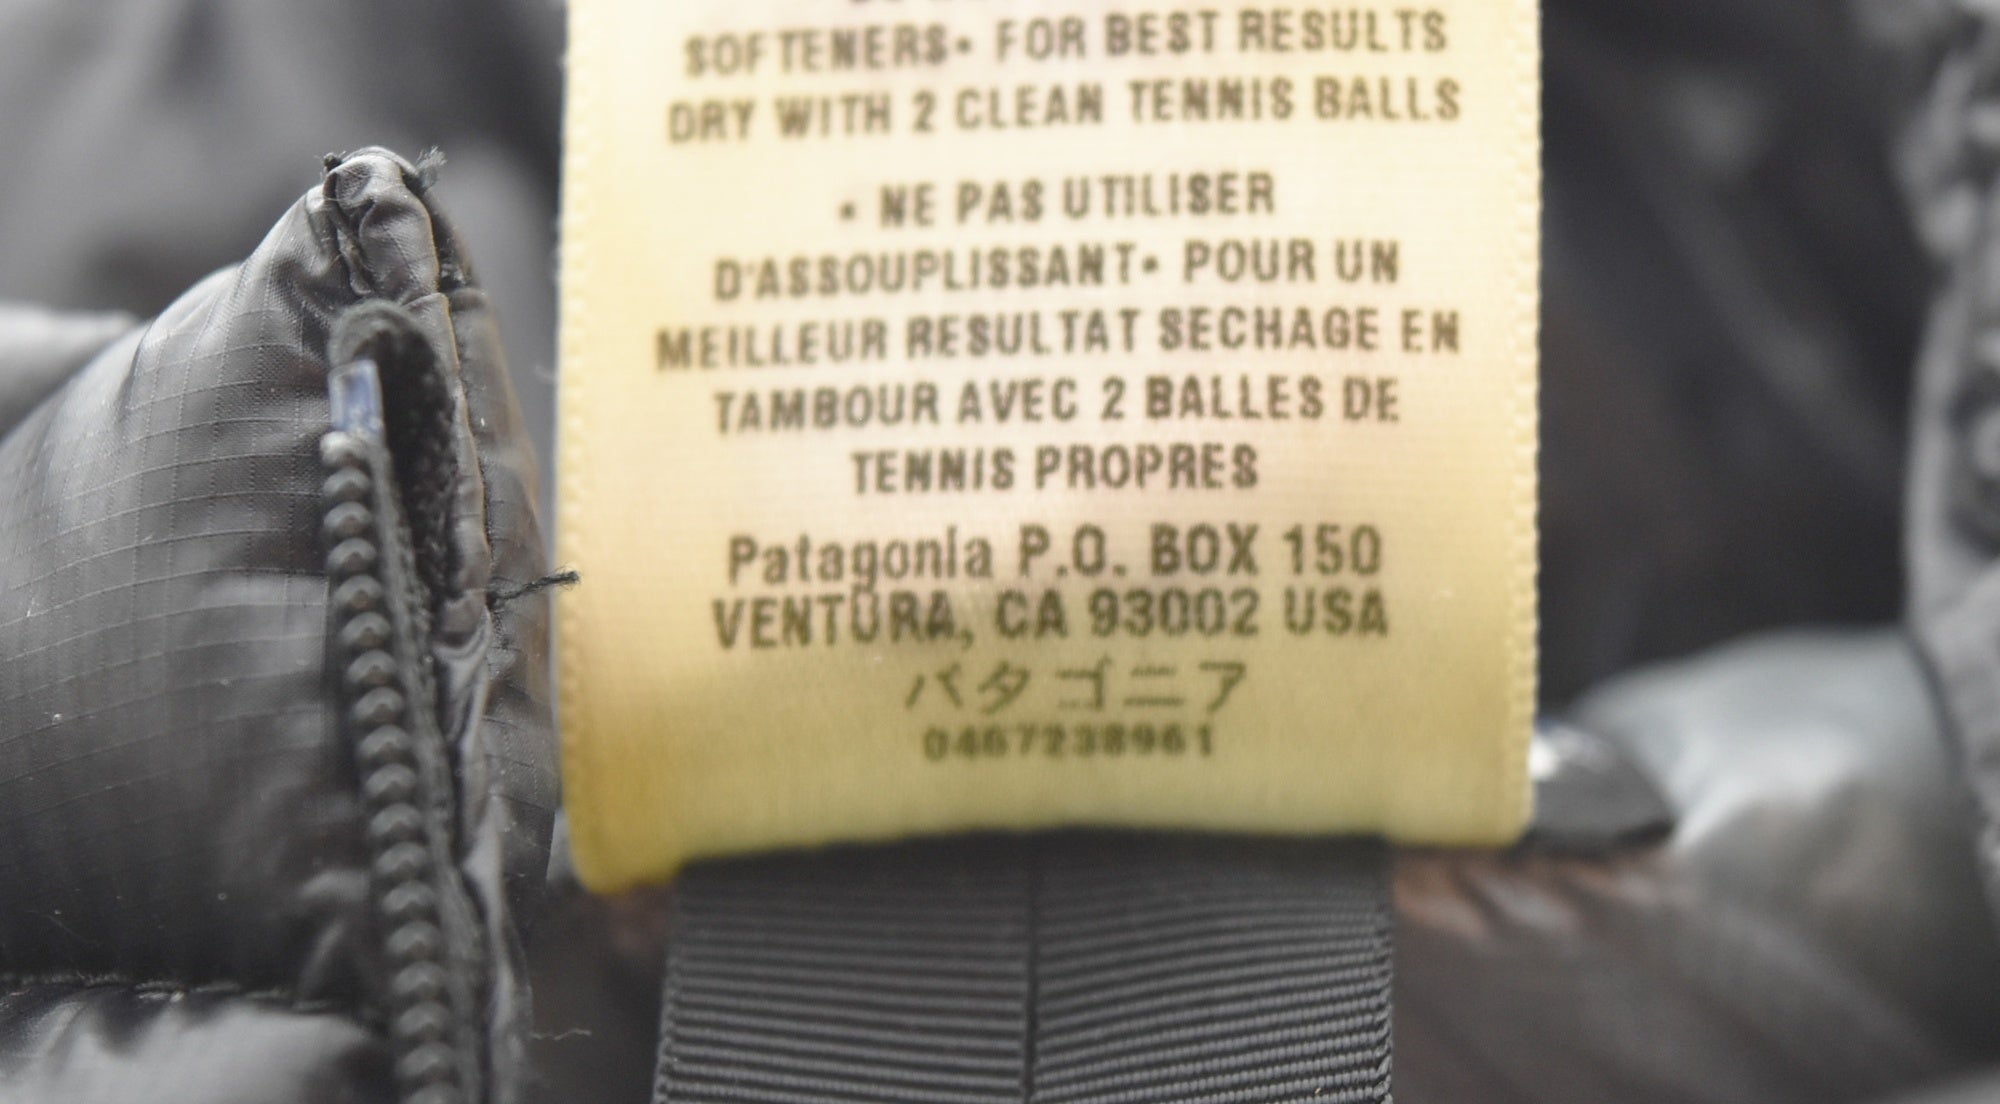 SOFTENERS• FOR BEST RESULTS
DRY WITH 2 CLEAN TENNIS BALLS
• NE PAS UTILISER
D'ASSOUPLISSANT• POUR UN
MEILLEUR RESULTAT SECHAGE EN
TAMBOUR AVEC 2 BALLES DE
TENNIS PROPRES
Patagonia P.O. BOX 150
VENTURA, CA 93002 USA
パタゴニア
0467238961